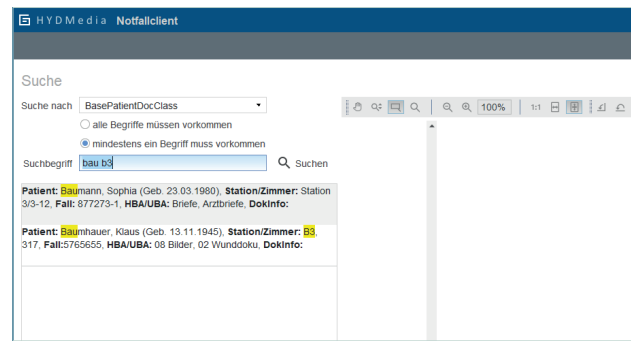 HYDMedia Notfallclient
Suche
Suche nach BasePatientDocClass
alle Begriffe müssen vorkommen
mindestens ein Begriff muss vorkommen
Suchbegriff bau b3 Suchen
100% 1:1
Patient: Baumann, Sophia (Geb. 23.03.1980), Station/Zimmer: Station
3/3-12, Fall: 877273-1, HBA/UBA: Briefe, Arztbriefe, DokInfo:
Patient: Baumhauer, Klaus (Geb. 13.11.1945), Station/Zimmer: B3,
317, Fall:5765655, HBA/UBA: 08 Bilder, 02 Wunddoku, DokInfo: